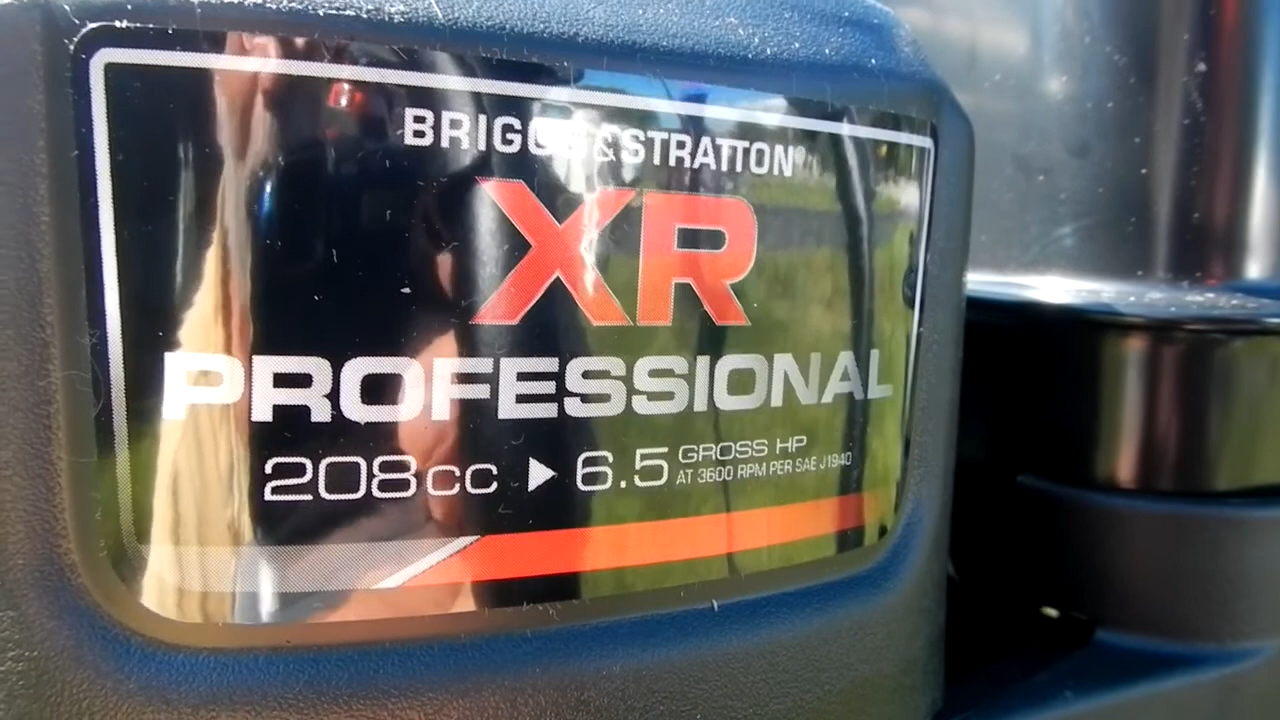 BRIGGS & STRATTON®
XR
PROFESSIONAL
208cc ▶ 6.5 GROSS HP
AT 3600 RPM PER SAE J1940